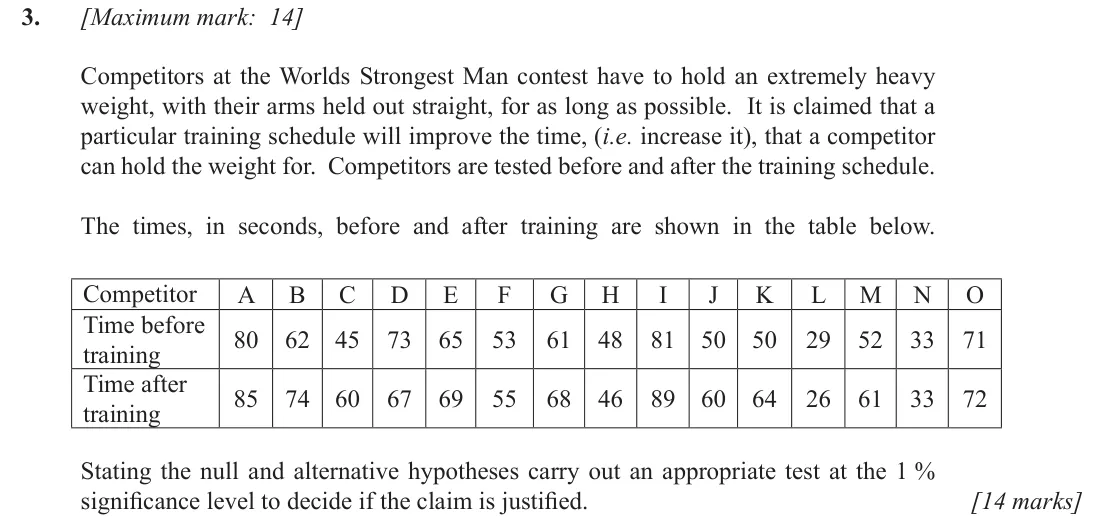 3. [Maximum mark: 14]
Competitors at the Worlds Strongest Man contest have to hold an extremely heavy
weight, with their arms held out straight, for as long as possible. It is claimed that a
particular training schedule will improve the time, (i.e. increase it), that a competitor
can hold the weight for. Competitors are tested before and after the training schedule.
The times, in seconds, before and after training are shown in the table below.
Competitor A B C D E F G H I J K L M N O
Time before
training 80 62 45 73 65 53 61 48 81 50 50 29 52 33 71
Time after
training 85 74 60 67 69 55 68 46 89 60 64 26 61 33 72
Stating the null and alternative hypotheses carry out an appropriate test at the 1 %
significance level to decide if the claim is justified. [14 marks]